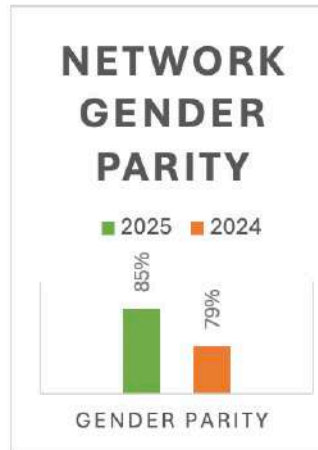 NETWORK
GENDER
PARITY
2025 2024
85%
79%
GENDER PARITY